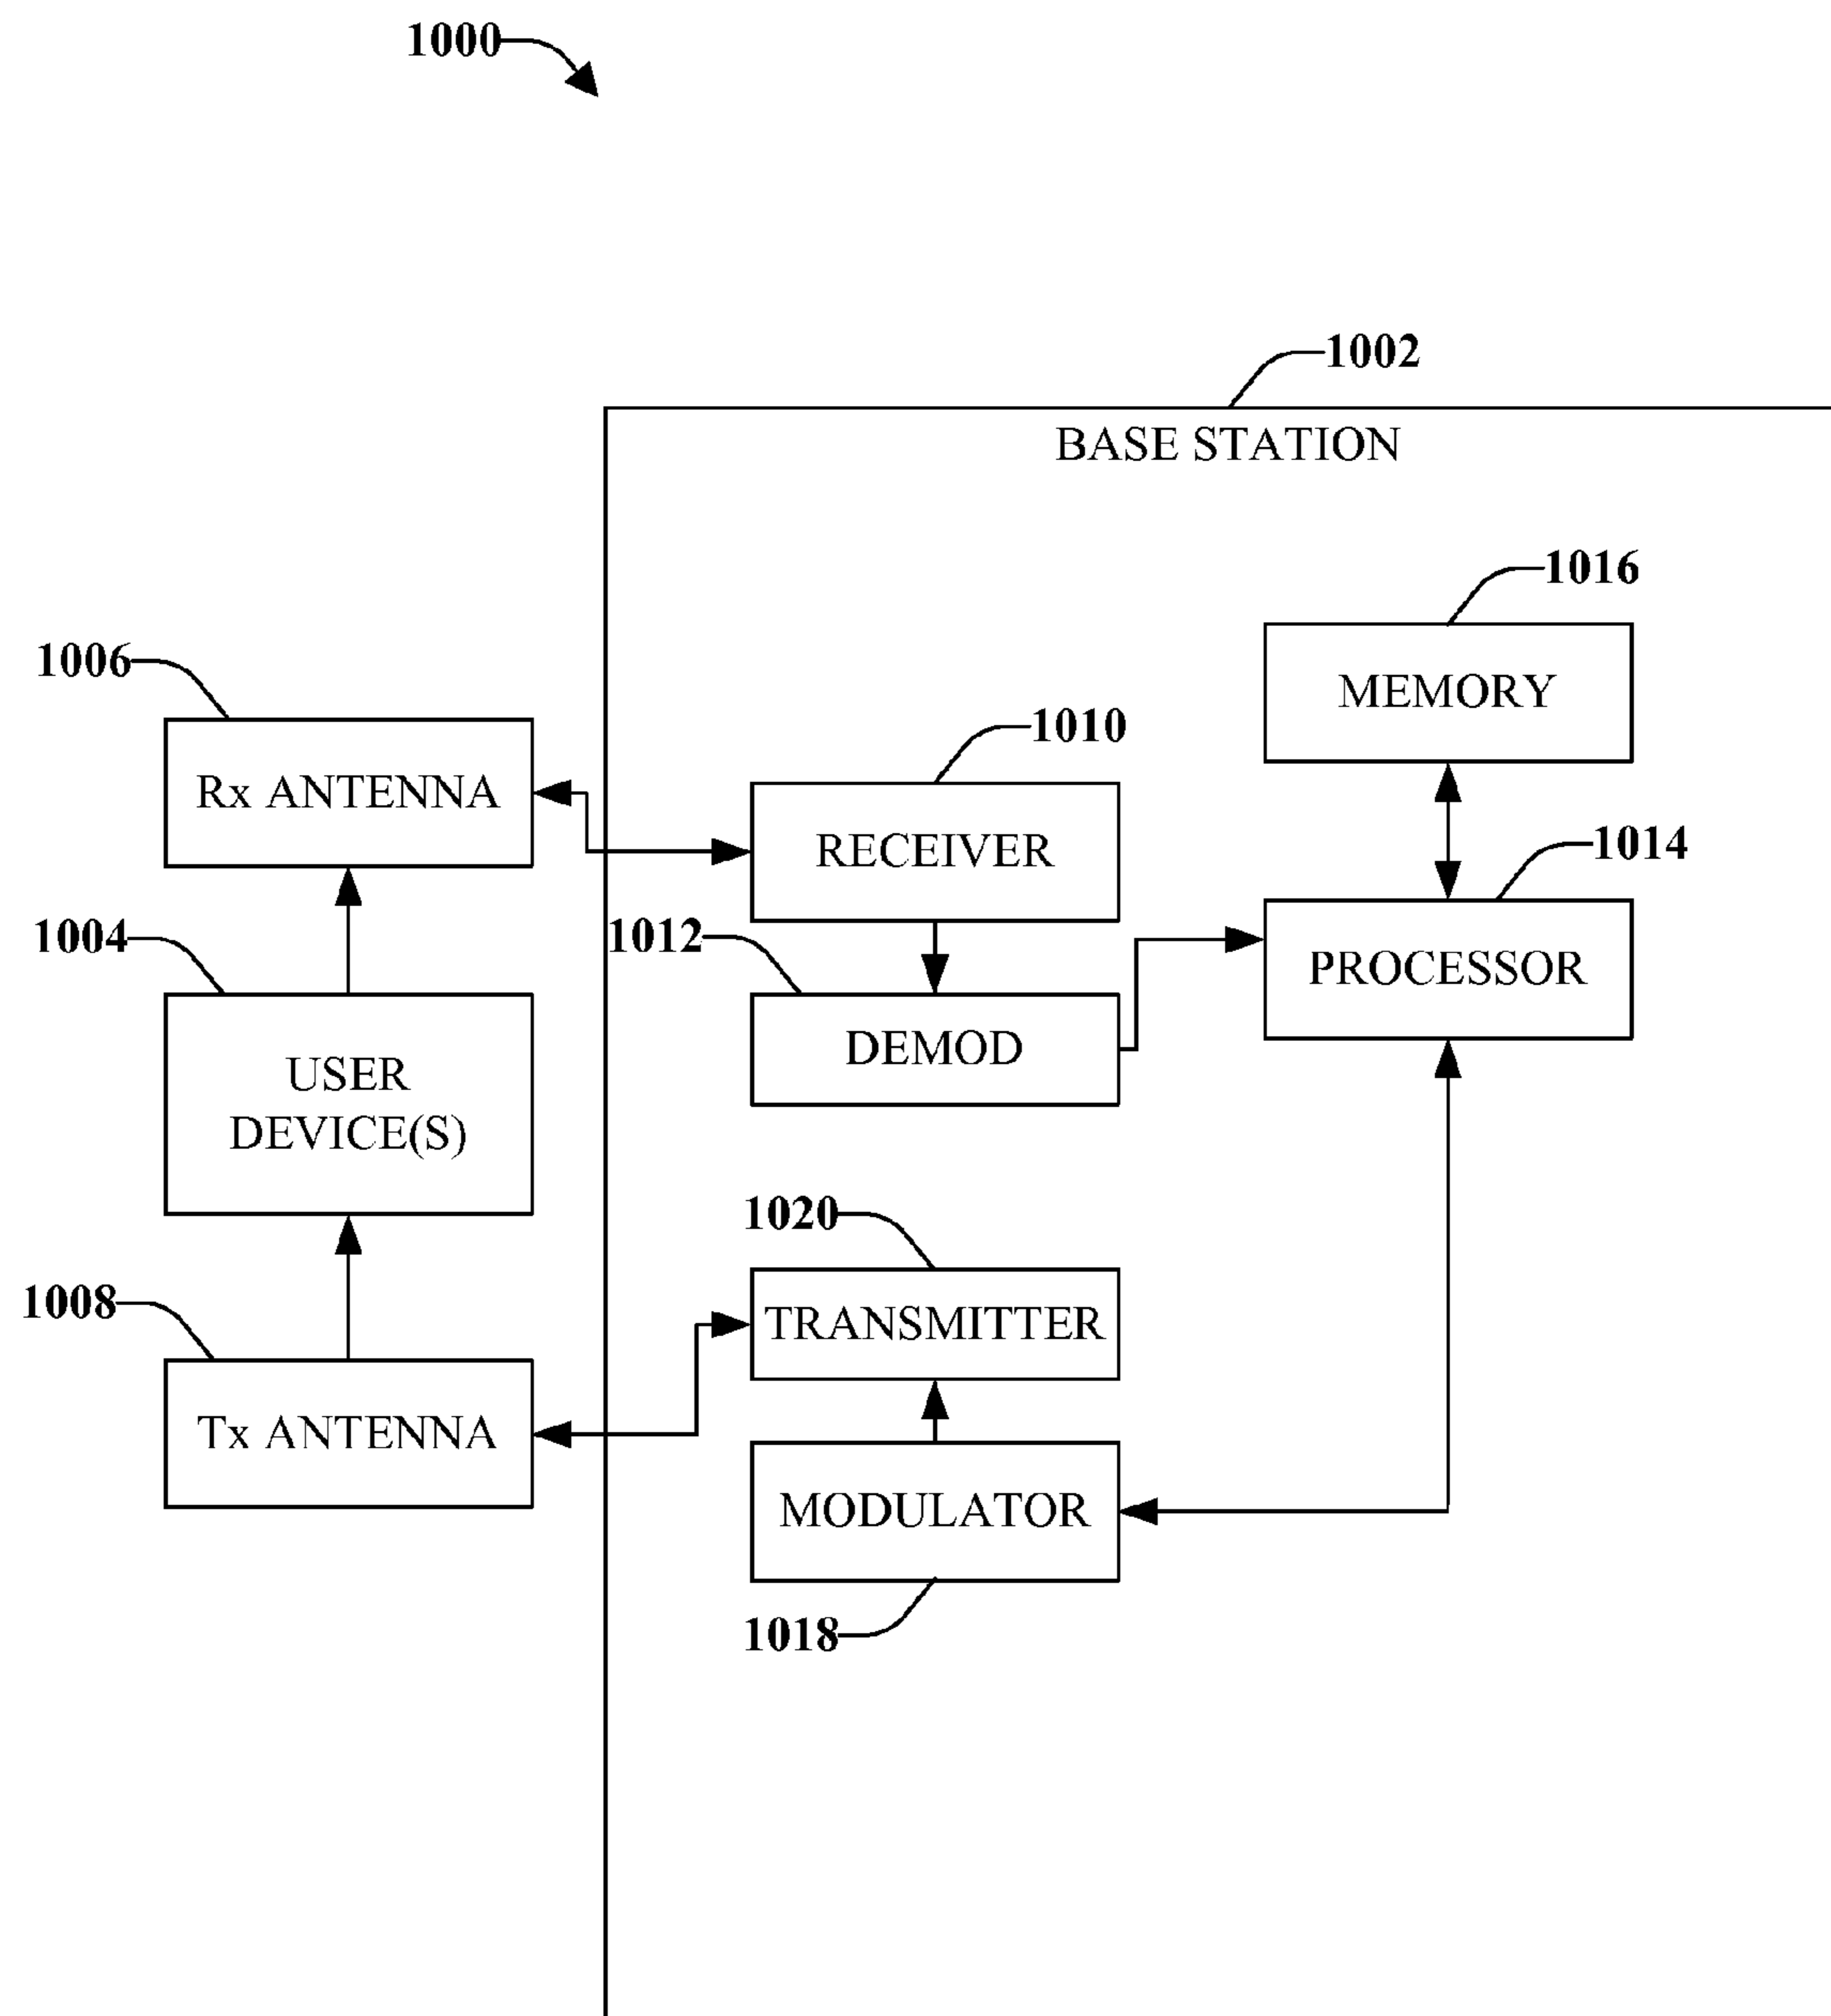 1000
1002
BASE STATION
1016
MEMORY
1006
Rx ANTENNA
1010
RECEIVER
1014
PROCESSOR
1004
USER
DEVICE(S)
1012
DEMOD
1020
TRANSMITTER
1008
Tx ANTENNA
MODULATOR
1018